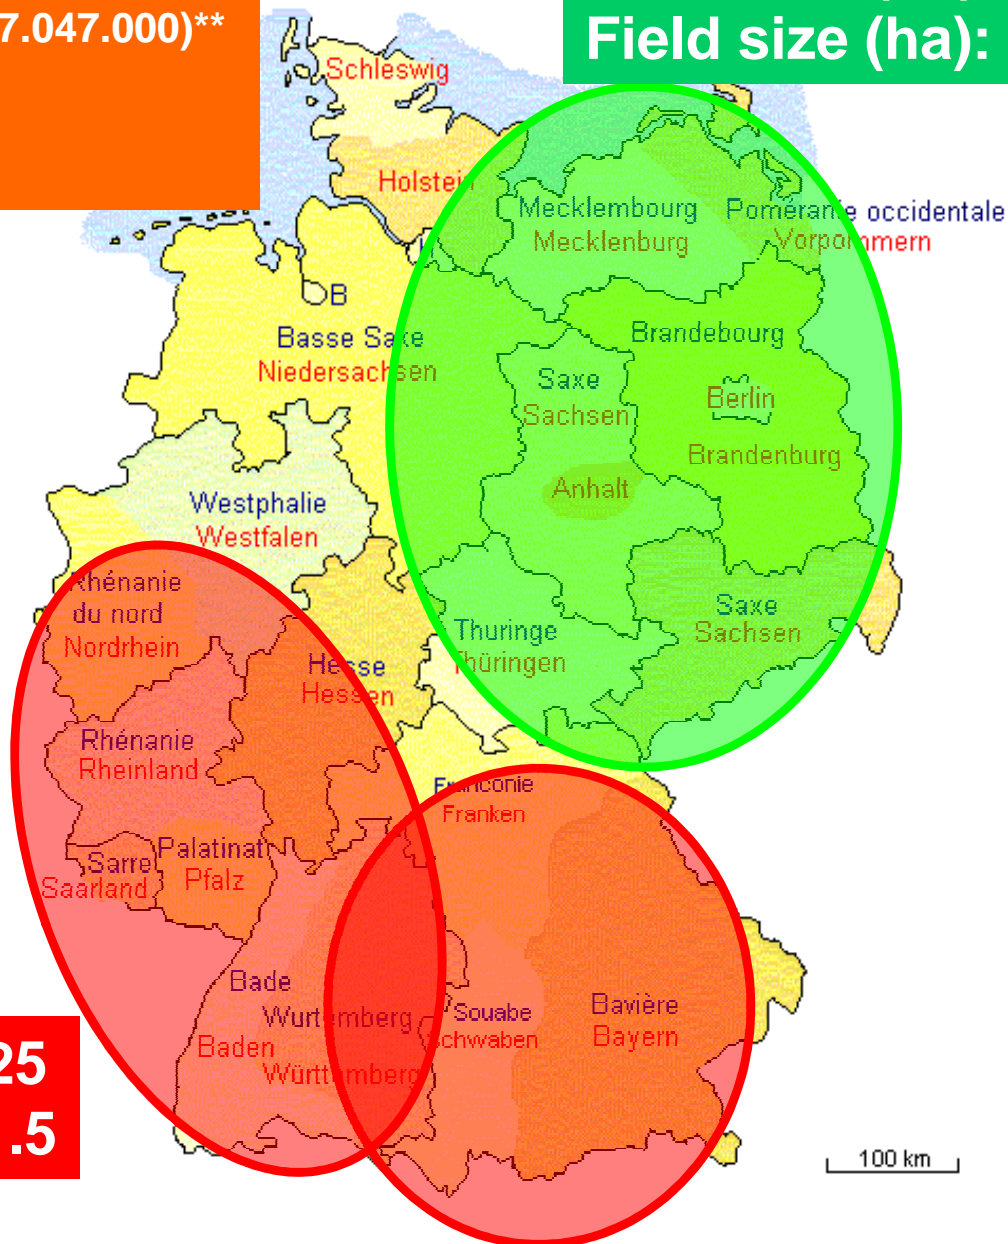 7.047.000)**
Field size (ha):
Schleswig
Holstein
Mecklembourg
Mecklenburg
Poméranie occidentale
Vorpommern
B
Basse Saxe
Niedersachsen
Brandebourg
Saxe
Sachsen
Berlin
Brandenburg
Anhalt
Westphalie
Westfalen
Rhénanie
du nord
Nordrhein
Saxe
Sachsen
Thuringe
Thüringen
Hesse
Hessen
Rhénanie
Rheinland
Franconie
Franken
Sarre
Saarland
Palatinat
Pfalz
Bade
Wurtemberg
Baden
Württemberg
Souabe
Schwaben
Bavière
Bayern
25
.5
100 km